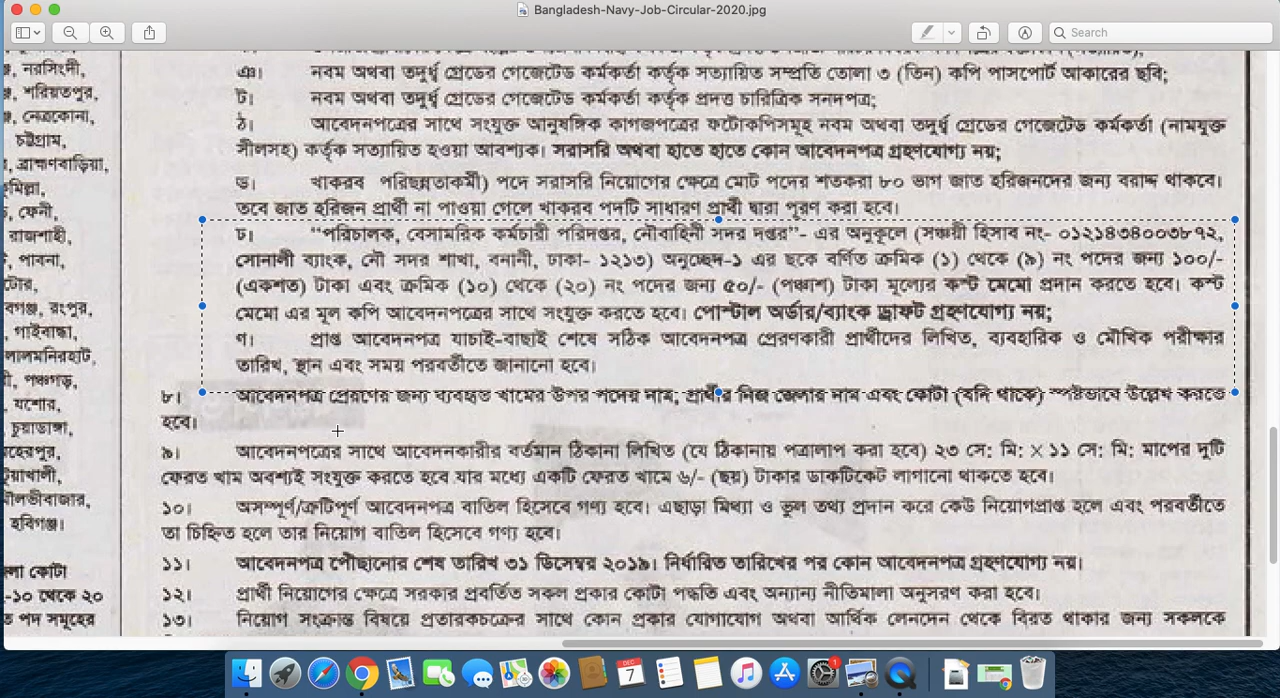 Bangladesh-Navy-Job-Circular-2020.jpg
Search
নরসিংদী,
শরিয়তপুর,
নেত্রকোনা,
চট্টগ্রাম,
ব্রাহ্মণবাড়িয়া,
ফেনী,
রাজশাহী,
পাবনা,
রংপুর,
গাইবান্ধা,
লালমনিরহাট,
পঞ্চগড়,
যশোর,
চুয়াডাঙ্গা,
হবিগঞ্জ।
কোটা
-১০ থেকে ২০
পদ সমূহের
ঞ। নবম অথবা তদুর্ধ্ব গ্রেডের গেজেটেড কর্মকর্তা কর্তৃক সত্যায়িত সম্প্রতি তোলা ৩ (তিন) কপি পাসপোর্ট আকারের ছবি;
ট। নবম অথবা তদুর্ধ্ব গ্রেডের গেজেটেড কর্মকর্তা কর্তৃক প্রদত্ত চারিত্রিক সনদপত্র;
ঠ। আবেদনপত্রের সাথে সংযুক্ত আনুষঙ্গিক কাগজপত্রের ফটোকপিসমূহ নবম অথবা তদুর্ধ্ব গ্রেডের গেজেটেড কর্মকর্তা (নামযুক্ত
সীলসহ) কর্তৃক সত্যায়িত হওয়া আবশ্যক। সরাসরি অথবা হাতে হাতে কোন আবেদনপত্র গ্রহণযোগ্য নয়;
ড। খাকরব পরিছন্নতাকর্মী) পদে সরাসরি নিয়োগের ক্ষেত্রে মোট পদের শতকরা ৮০ ভাগ জাত হরিজনদের জন্য বরাদ্দ থাকবে।
তবে জাত হরিজন প্রার্থী না পাওয়া গেলে খাকরব পদটি সাধারণ প্রার্থী দ্বারা পূরণ করা হবে।
ঢ। “পরিচালক, বেসামরিক কর্মচারী পরিদপ্তর, নৌবাহিনী সদর দপ্তর”- এর অনুকূলে (সঞ্চয়ী হিসাব নং- ০১২১৪৩৪০০৩৮৭২,
সোনালী ব্যাংক, নৌ সদর শাখা, বনানী, ঢাকা- ১২১৩) অনুচ্ছেদ-১ এর ছকে বর্ণিত ক্রমিক (১) থেকে (৯) নং পদের জন্য ১০০/-
(একশত) টাকা এবং ক্রমিক (১০) থেকে (২০) নং পদের জন্য ৫০/- (পঞ্চাশ) টাকা মূল্যের কস্ট মেমো প্রদান করতে হবে। কস্ট
মেমো এর মূল কপি আবেদনপত্রের সাথে সংযুক্ত করতে হবে। পোস্টাল অর্ডার/ব্যাংক ড্রাফট গ্রহণযোগ্য নয়;
ণ। প্রাপ্ত আবেদনপত্র যাচাই-বাছাই শেষে সঠিক আবেদনপত্র প্রেরণকারী প্রার্থীদের লিখিত, ব্যবহারিক ও মৌখিক পরীক্ষার
তারিখ, স্থান এবং সময় পরবর্তীতে জানানো হবে।
৮। আবেদনপত্র প্রেরণের জন্য ব্যবহৃত খামের উপর পদের নাম; প্রার্থীর নিজ জেলার নাম এবং কোটা (যদি থাকে) স্পষ্টভাবে উল্লেখ করতে
হবে।
৯। আবেদনপত্রের সাথে আবেদনকারীর বর্তমান ঠিকানা লিখিত (যে ঠিকানায় পত্রালাপ করা হবে) ২৩ সে: মি: X ১১ সে: মি: মাপের দুটি
ফেরত খাম অবশ্যই সংযুক্ত করতে হবে যার মধ্যে একটি ফেরত খামে ৬/- (ছয়) টাকার ডাকটিকেট লাগানো থাকতে হবে।
১০। অসম্পূর্ণ/ত্রুটিপূর্ণ আবেদনপত্র বাতিল হিসেবে গণ্য হবে। এছাড়া মিথ্যা ও ভুল তথ্য প্রদান করে কেউ নিয়োগপ্রাপ্ত হলে এবং পরবর্তীতে
তা চিহ্নিত হলে তার নিয়োগ বাতিল হিসেবে গণ্য হবে।
১১। আবেদনপত্র পৌঁছানোর শেষ তারিখ ৩১ ডিসেম্বর ২০১৯। নির্ধারিত তারিখের পর কোন আবেদনপত্র গ্রহণযোগ্য নয়।
১২। প্রার্থী নিয়োগের ক্ষেত্রে সরকার প্রবর্তিত সকল প্রকার কোটা পদ্ধতি এবং অন্যান্য নীতিমালা অনুসরণ করা হবে।
১৩। নিয়োগ সংক্রান্ত বিষয়ে প্রতারকচক্রের সাথে কোন প্রকার যোগাযোগ অথবা আর্থিক লেনদেন থেকে বিরত থাকার জন্য সকলকে
DEC
7
1